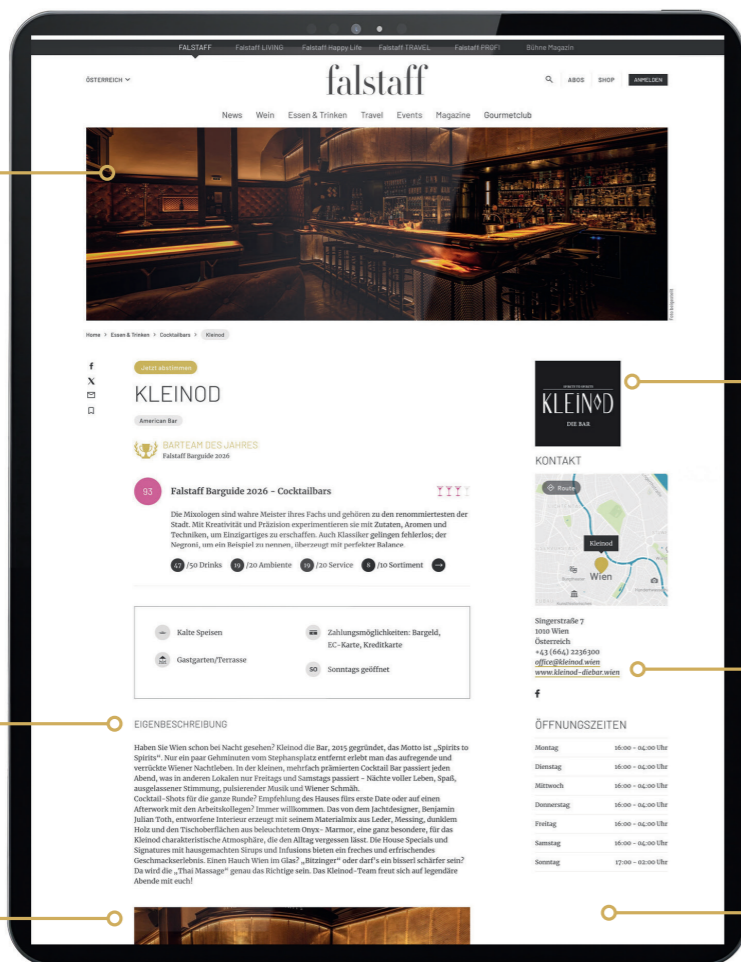 FALSTAFF Falstaff LIVING Falstaff Happy Life Falstaff TRAVEL Falstaff PROFI Bühne Magazin
ÖSTERREICH
falstaff
ABOS SHOP ANMELDEN
News Wein Essen & Trinken Travel Events Magazine Gourmetclub
Home > Essen & Trinken > Cocktailbars > Kleinod
Jetzt abstimmen
KLEINOD
American Bar
BARTEAM DES JAHRES
Falstaff Barguide 2026
93 Falstaff Barguide 2026 – Cocktailbars
Die Mixologen sind wahre Meister ihres Fachs und gehören zu den renommiertesten der
Stadt. Mit Kreativität und Präzision experimentieren sie mit Zutaten, Aromen und
Techniken, um Einzigartiges zu erschaffen. Auch Klassiker gelingen fehlerlos; der
Negroni, um ein Beispiel zu nennen, überzeugt mit perfekter Balance.
47 /50 Drinks 19 /20 Ambiente 19 /20 Service 8 /10 Sortiment
Kalte Speisen
Gastgarten/Terrasse
Zahlungsmöglichkeiten: Bargeld,
EC-Karte, Kreditkarte
SO Sonntags geöffnet
EIGENBESCHREIBUNG
Haben Sie Wien schon bei Nacht gesehen? Kleinod die Bar, 2015 gegründet, das Motto ist „Spirits to
Spirits“. Nur ein paar Gehminuten vom Stephansplatz entfernt erlebt man das aufregende und
verrückte Wiener Nachtleben. In der kleinen, mehrfach prämierten Cocktail Bar passiert jeden
Abend, was in anderen Lokalen nur Freitags und Samstags passiert - Nächte voller Leben, Spaß,
ausgelassener Stimmung, pulsierender Musik und Wiener Schmäh.
Cocktail-Shots für die ganze Runde? Empfehlung des Hauses fürs erste Date oder auf einen
Afterwork mit den Arbeitskollegen? Immer willkommen. Das von dem Jachtdesigner, Benjamin
Julian Toth, entworfene Interieur erzeugt mit seinem Materialmix aus Leder, Messing, dunklem
Holz und den Tischoberflächen aus beleuchtetem Onyx- Marmor, eine ganz besondere, für das
Kleinod charakteristische Atmosphäre, die den Alltag vergessen lässt. Die House Specials und
Signatures mit hausgemachten Sirups und Infusions bieten ein freches und erfrischendes
Geschmackserlebnis. Einen Hauch Wien im Glas? „Bitzinger“ oder darf's ein bisserl schärfer sein?
Da wird die „Thai Massage“ genau das Richtige sein. Das Kleinod-Team freut sich auf legendäre
Abende mit euch!
KLEINOD
DIE BAR
KONTAKT
Route
Kleinod
Wien
Singerstraße 7
1010 Wien
Österreich
+43 (664) 2236300
office@kleinod.wien
www.kleinod-diebar.wien
ÖFFNUNGSZEITEN
Montag 16:00 - 04:00 Uhr
Dienstag 16:00 - 04:00 Uhr
Mittwoch 16:00 - 04:00 Uhr
Donnerstag 16:00 - 04:00 Uhr
Freitag 16:00 - 04:00 Uhr
Samstag 16:00 - 04:00 Uhr
Sonntag 17:00 - 02:00 Uhr